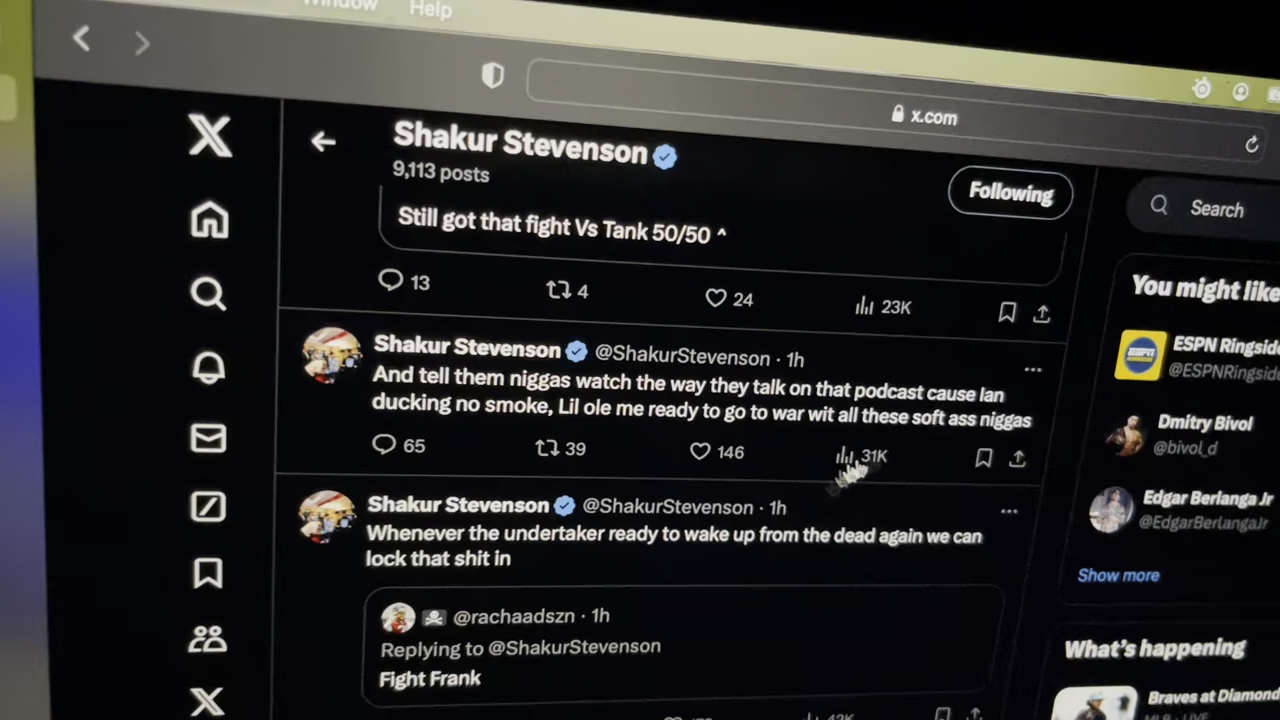 Window Help
x.com
Shakur Stevenson
9,113 posts
Following
Search
Still got that fight Vs Tank 50/50 ^
13 4 24 23K
Shakur Stevenson @ShakurStevenson · 1h
And tell them niggas watch the way they talk on that podcast cause Ian
ducking no smoke, Lil ole me ready to go to war wit all these soft ass niggas
65 39 146 31K
Shakur Stevenson @ShakurStevenson · 1h
Whenever the undertaker ready to wake up from the dead again we can
lock that shit in
@rachaadszn · 1h
Replying to @ShakurStevenson
Fight Frank
You might like
ESPN Ringside
@ESPNRingside
Dmitry Bivol
@bivol_d
Edgar Berlanga Jr
@EdgarBerlangaJr
Show more
What's happening
Braves at Diamond